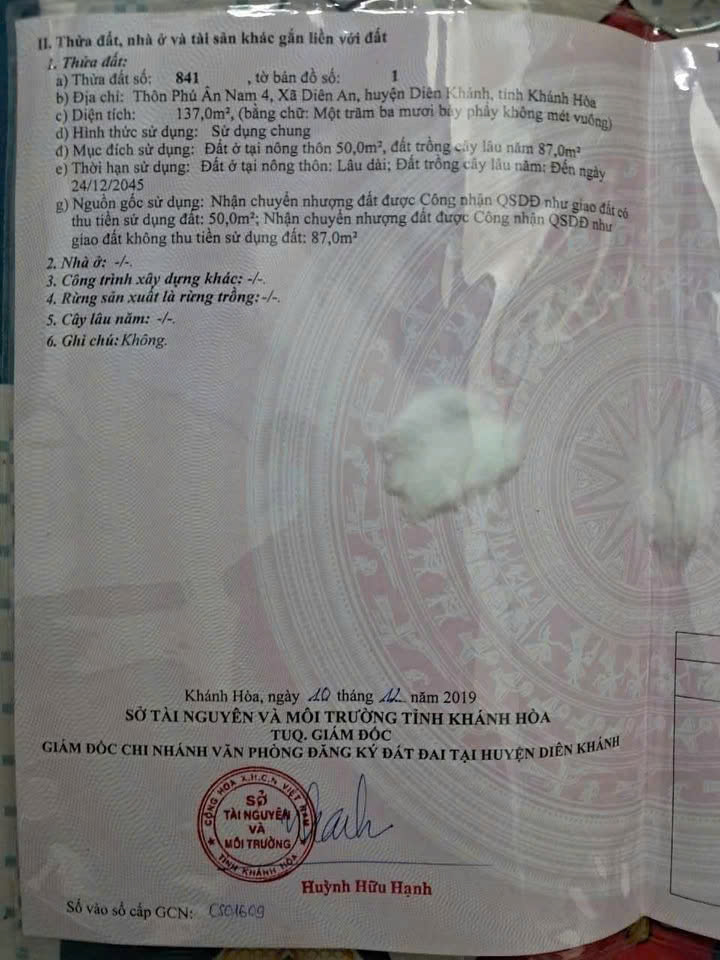 II. Thửa đất, nhà ở và tài sản khác gắn liền với đất
1. Thửa đất:
a) Thửa đất số: 841 , tờ bản đồ số: 1
b) Địa chỉ: Thôn Phú Ân Nam 4, Xã Diên An, huyện Diên Khánh, tỉnh Khánh Hòa
c) Diện tích: 137,0m², (bằng chữ: Một trăm ba mươi bảy phẩy không mét vuông)
d) Hình thức sử dụng: Sử dụng chung
đ) Mục đích sử dụng: Đất ở tại nông thôn 50,0m², đất trồng cây lâu năm 87,0m²
e) Thời hạn sử dụng: Đất ở tại nông thôn: Lâu dài; Đất trồng cây lâu năm: Đến ngày
24/12/2045
g) Nguồn gốc sử dụng: Nhận chuyển nhượng đất được Công nhận QSDĐ như giao đất có
thu tiền sử dụng đất: 50,0m²; Nhận chuyển nhượng đất được Công nhận QSDĐ như
giao đất không thu tiền sử dụng đất: 87,0m²
2. Nhà ở: -/-.
3. Công trình xây dựng khác: -/-.
4. Rừng sản xuất là rừng trồng: -/-.
5. Cây lâu năm: -/-.
6. Ghi chú: Không.
Khánh Hòa, ngày 10 tháng 12 năm 2019
SỞ TÀI NGUYÊN VÀ MÔI TRƯỜNG TỈNH KHÁNH HÒA
TUQ. GIÁM ĐỐC
GIÁM ĐỐC CHI NHÁNH VĂN PHÒNG ĐĂNG KÝ ĐẤT ĐAI TẠI HUYỆN DIÊN KHÁNH
CỘNG HÒA X.H.C.N VIỆT NAM
SỞ
TÀI NGUYÊN
VÀ
MÔI TRƯỜNG
TỈNH KHÁNH HÒA
Huỳnh Hữu Hạnh
Số vào sổ cấp GCN: CS01609